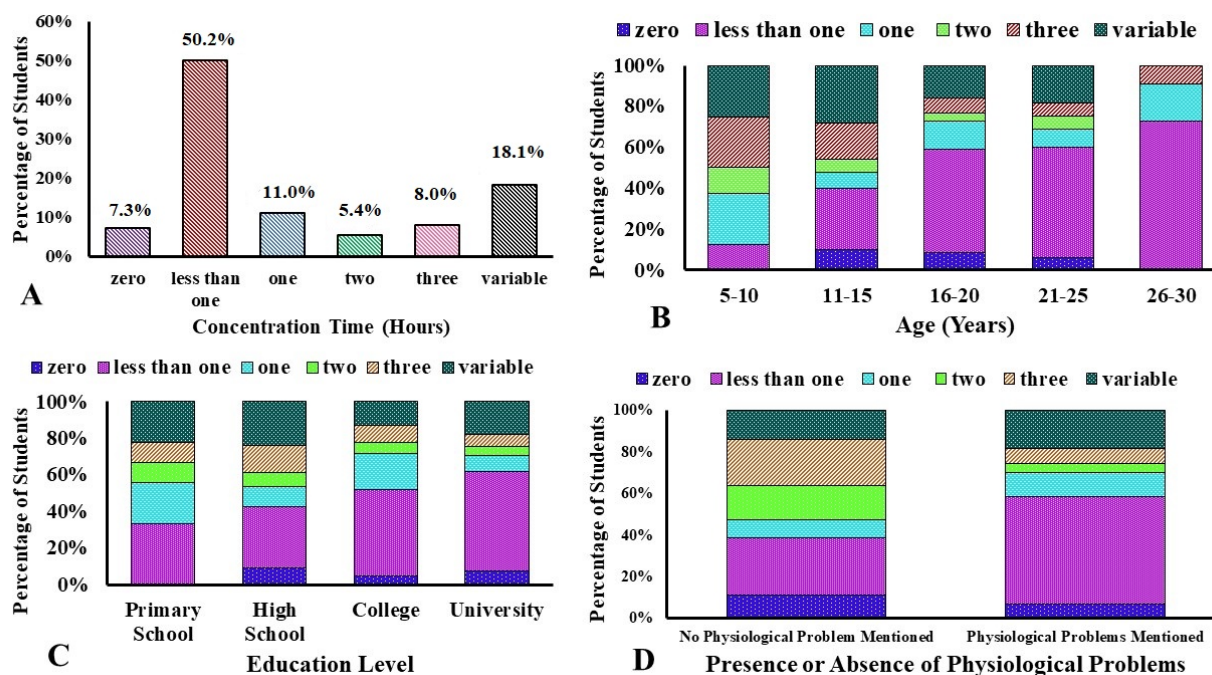 60%
50%
40%
30%
20%
10%
0%
Percentage of Students
7.3%
50.2%
11.0%
5.4%
8.0%
18.1%
zero
less than
one
one
two
three
variable
Concentration Time (Hours)
A
zero less than one one two three variable
100%
80%
60%
40%
20%
0%
Percentage of Students
5-10 11-15 16-20 21-25 26-30
Age (Years)
B
zero less than one one two three variable
100%
80%
60%
40%
20%
0%
Percentage of Students
Primary
School
High
School
College
University
Education Level
C
zero less than one one two three variable
100%
80%
60%
40%
20%
0%
Percentage of Students
No Physiological Problem Mentioned
Physiological Problems Mentioned
Presence or Absence of Physiological Problems
D